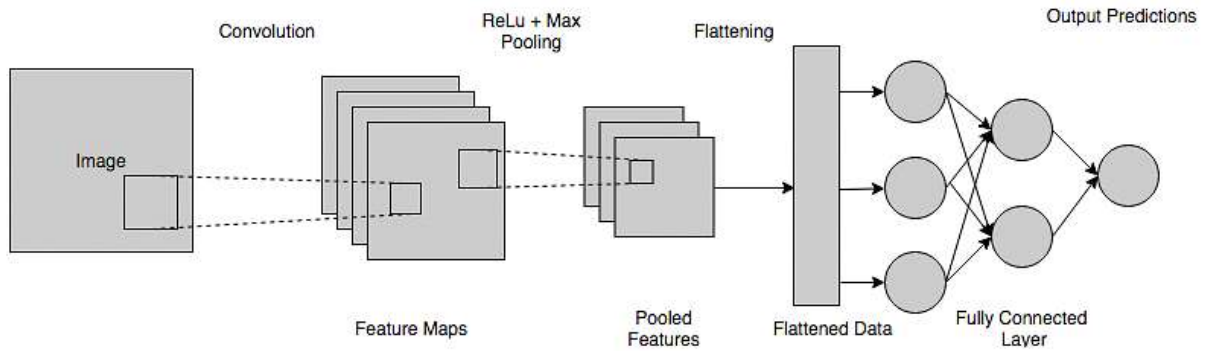 Convolution
ReLu + Max
Pooling
Flattening
Output Predictions
Image
Feature Maps
Pooled
Features
Flattened Data
Fully Connected
Layer